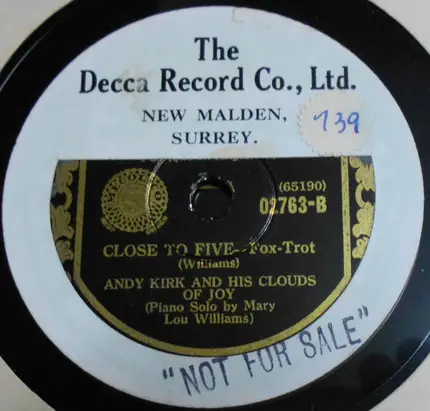 The
Decca Record Co., Ltd.
NEW MALDEN,
SURREY.
139
(65190)
02763-B
CLOSE TO FIVE—Fox-Trot
(Williams)
ANDY KIRK AND HIS CLOUDS
OF JOY
(Piano Solo by Mary
Lou Williams)
"NOT FOR SALE"